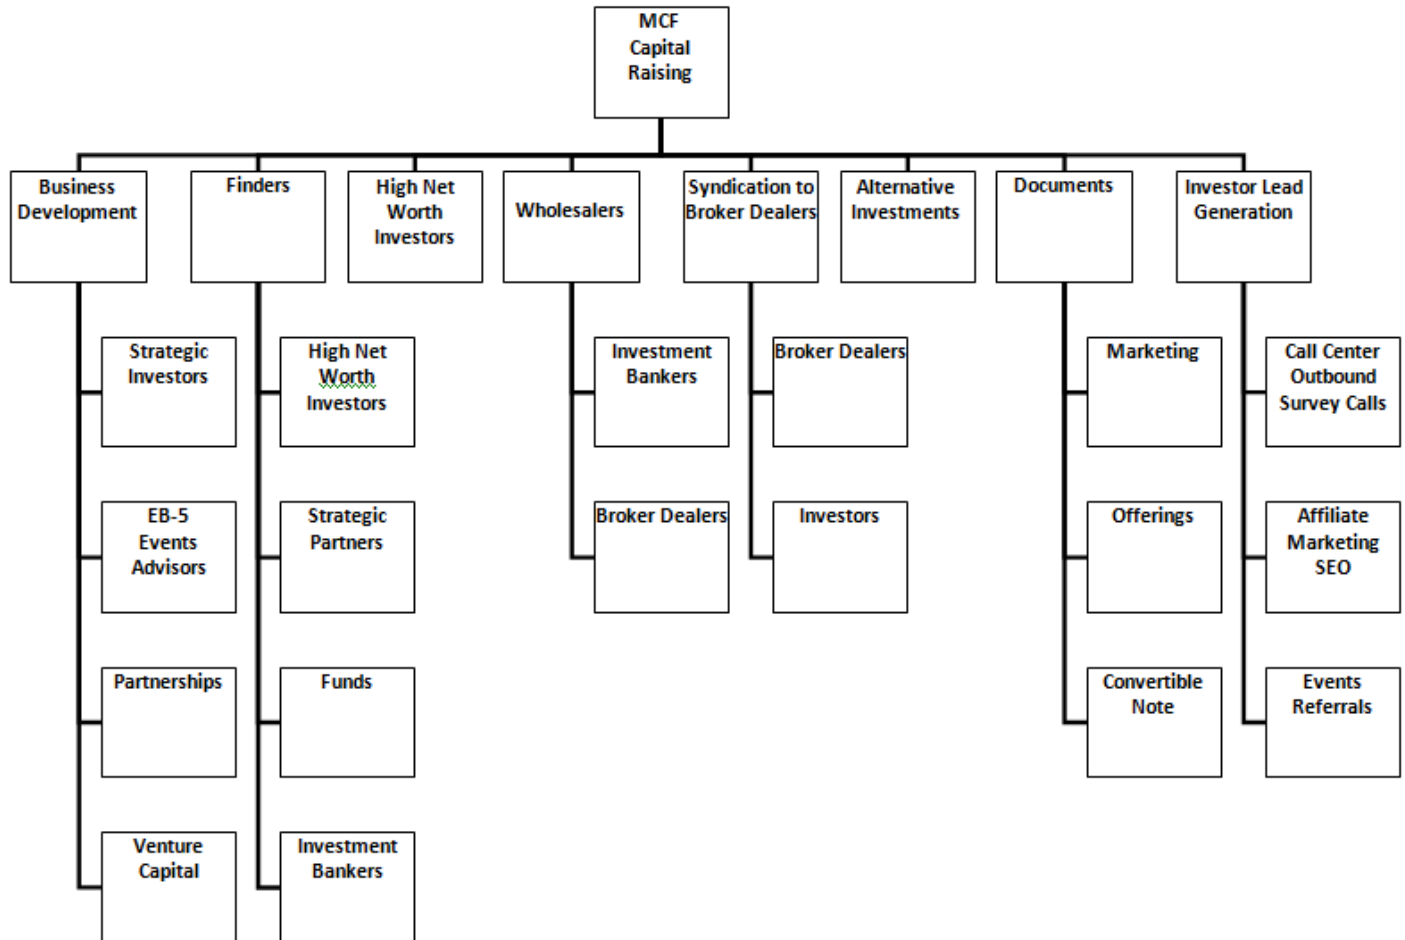 MCF
Capital
Raising
Business
Development
Finders
High Net
Worth
Investors
Wholesalers
Syndication to
Broker Dealers
Alternative
Investments
Documents
Investor Lead
Generation
Strategic
Investors
High Net
Worth
Investors
Investment
Bankers
Broker Dealers
Marketing
Call Center
Outbound
Survey Calls
EB-5
Events
Advisors
Strategic
Partners
Broker Dealers
Investors
Offerings
Affiliate
Marketing
SEO
Partnerships
Funds
Convertible
Note
Events
Referrals
Venture
Capital
Investment
Bankers